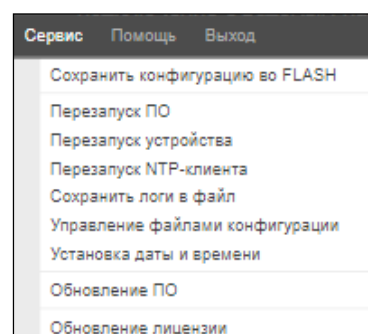 Сервис Помощь Выход
Сохранить конфигурацию во FLASH
Перезапуск ПО
Перезапуск устройства
Перезапуск NTP-клиента
Сохранить логи в файл
Управление файлами конфигурации
Установка даты и времени
Обновление ПО
Обновление лицензии